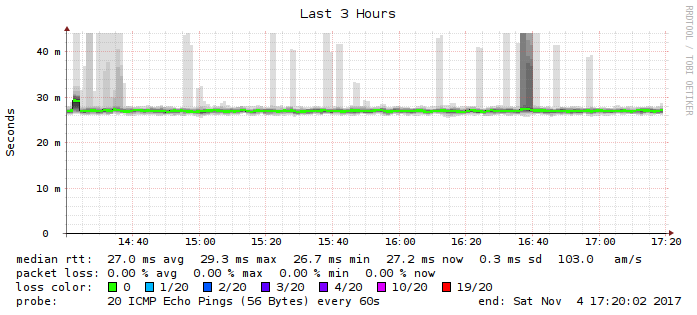 Last 3 Hours
RRDTOOL / TOBI OETIKER
Seconds
40 m
30 m
20 m
10 m
0
14:40 15:00 15:20 15:40 16:00 16:20 16:40 17:00 17:20
median rtt: 27.0 ms avg 29.3 ms max 26.7 ms min 27.2 ms now 0.3 ms sd 103.0 am/s
packet loss: 0.00 % avg 0.00 % max 0.00 % min 0.00 % now
loss color: 0 1/20 2/20 3/20 4/20 10/20 19/20
probe: 20 ICMP Echo Pings (56 Bytes) every 60s end: Sat Nov 4 17:20:02 2017